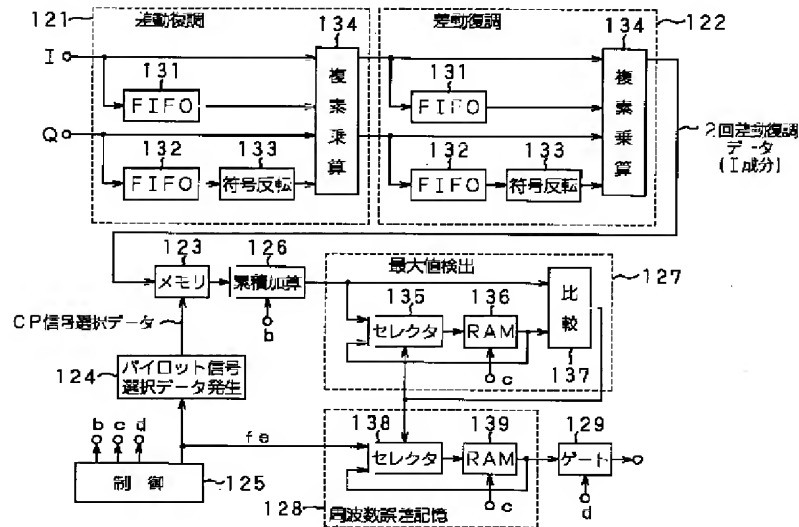 121
差動復調
134
差動復調
134
122
I
131
131
FIFO
FIFO
複素乗算
複素乗算
Q
132
133
132
133
FIFO
符号反転
FIFO
符号反転
2回差動復調
データ
(I成分)
123
126
最大値検出
127
メモリ
累積加算
135
136
比較
CP信号選択データ
b
セレクタ
RAM
124
パイロット信号
選択データ発生
c
137
b c d
138
139
129
fe
セレクタ
RAM
ゲート
制御
125
128
c
d
周波数誤差記憶